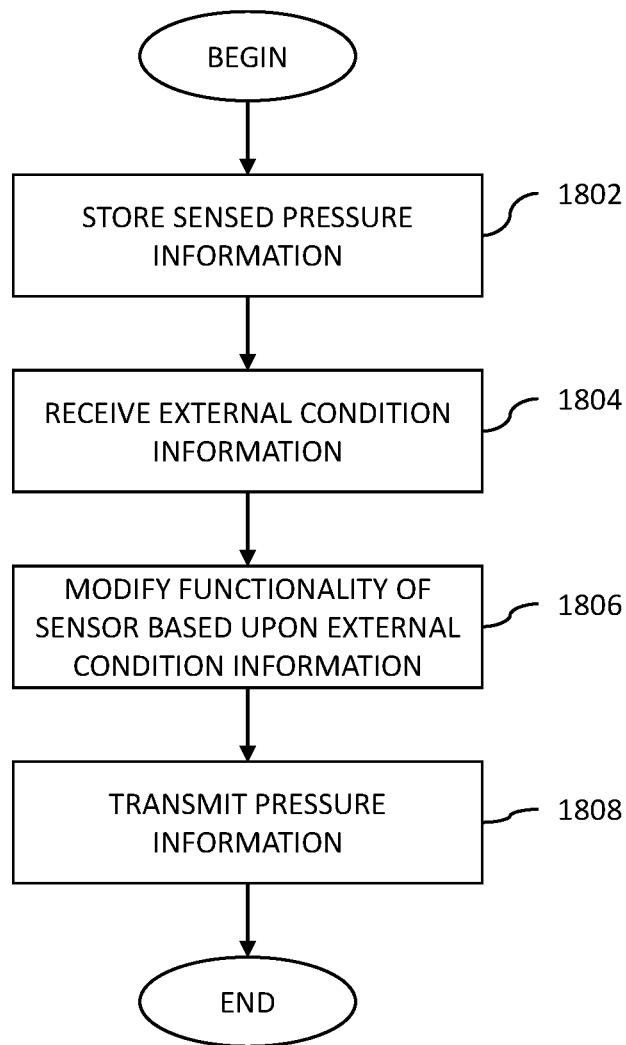 BEGIN
STORE SENSED PRESSURE
INFORMATION
1802
RECEIVE EXTERNAL CONDITION
INFORMATION
1804
MODIFY FUNCTIONALITY OF
SENSOR BASED UPON EXTERNAL
CONDITION INFORMATION
1806
TRANSMIT PRESSURE
INFORMATION
1808
END